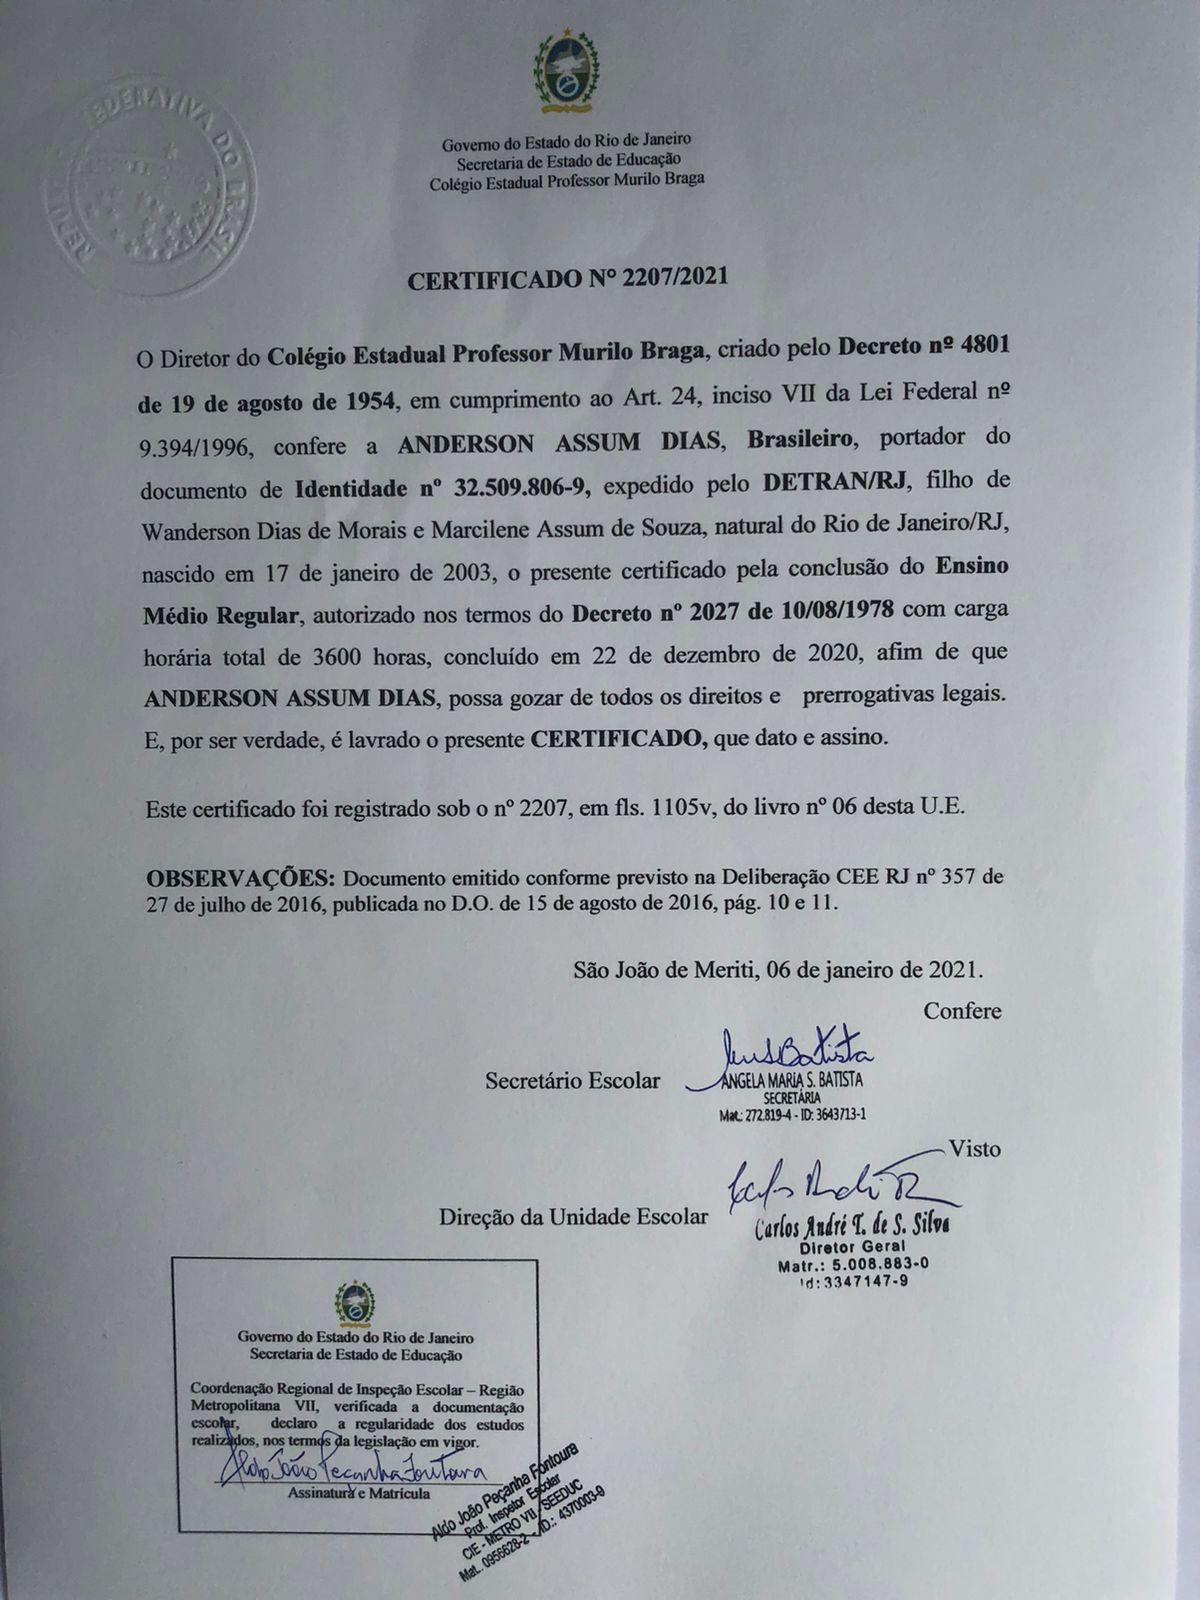 REPÚBLICA FEDERATIVA DO BRASIL
Governo do Estado do Rio de Janeiro
Secretaria de Estado de Educação
Colégio Estadual Professor Murilo Braga
CERTIFICADO Nº 2207/2021
O Diretor do Colégio Estadual Professor Murilo Braga, criado pelo Decreto nº 4801
de 19 de agosto de 1954, em cumprimento ao Art. 24, inciso VII da Lei Federal nº
9.394/1996, confere a ANDERSON ASSUM DIAS, Brasileiro, portador do
documento de Identidade nº 32.509.806-9, expedido pelo DETRAN/RJ, filho de
Wanderson Dias de Morais e Marcilene Assum de Souza, natural do Rio de Janeiro/RJ,
nascido em 17 de janeiro de 2003, o presente certificado pela conclusão do Ensino
Médio Regular, autorizado nos termos do Decreto nº 2027 de 10/08/1978 com carga
horária total de 3600 horas, concluído em 22 de dezembro de 2020, afim de que
ANDERSON ASSUM DIAS, possa gozar de todos os direitos e prerrogativas legais.
E, por ser verdade, é lavrado o presente CERTIFICADO, que dato e assino.
Este certificado foi registrado sob o nº 2207, em fls. 1105v, do livro nº 06 desta U.E.
OBSERVAÇÕES: Documento emitido conforme previsto na Deliberação CEE RJ nº 357 de
27 de julho de 2016, publicada no D.O. de 15 de agosto de 2016, pág. 10 e 11.
São João de Meriti, 06 de janeiro de 2021.
Confere
Batista
Secretário Escolar
ÂNGELA MARIA S. BATISTA
SECRETÁRIA
Mat.: 272.819-4 - ID: 3643713-1
Visto
Direção da Unidade Escolar
Carlos André T. de S. Silva
Diretor Geral
Matr.: 5.008.883-0
Id: 3347147-9
Governo do Estado do Rio de Janeiro
Secretaria de Estado de Educação
Coordenação Regional de Inspeção Escolar – Região
Metropolitana VII, verificada a documentação
escolar, declaro a regularidade dos estudos
realizados, nos termos da legislação em vigor.
Aldo João Peçanha Fontoura
Assinatura e Matrícula
Aldo João Peçanha Fontoura
Prof. Inspetor Escolar
CIE - METRO VII / SEEDUC
Mat. 0956628-2 - ID.: 4370003-9